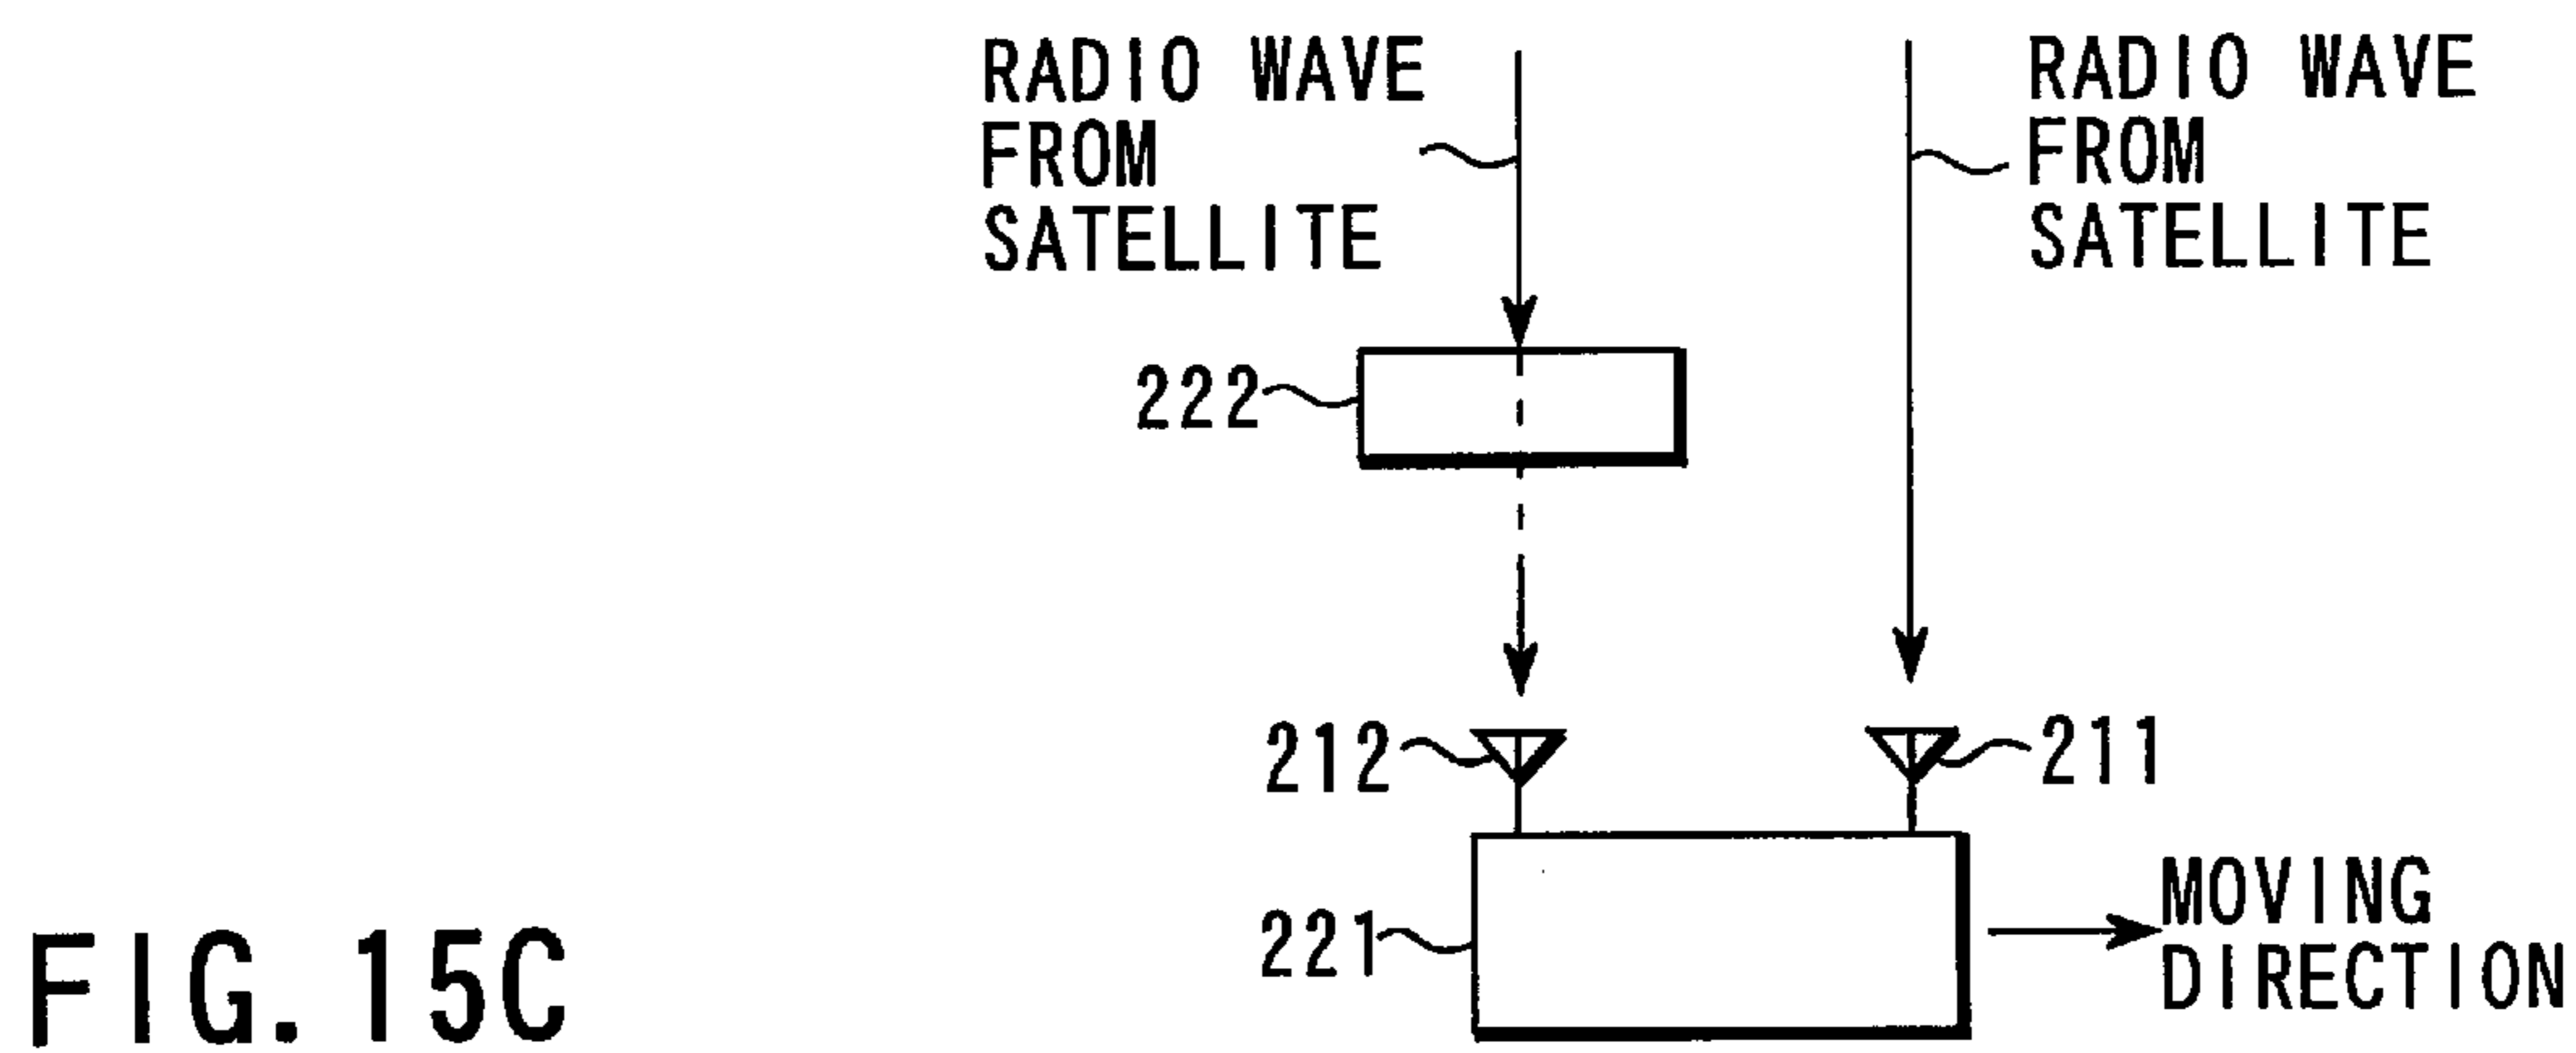 RADIO WAVE
FROM
SATELLITE
RADIO WAVE
FROM
SATELLITE
222
212
211
221
MOVING
DIRECTION
FIG. 15C